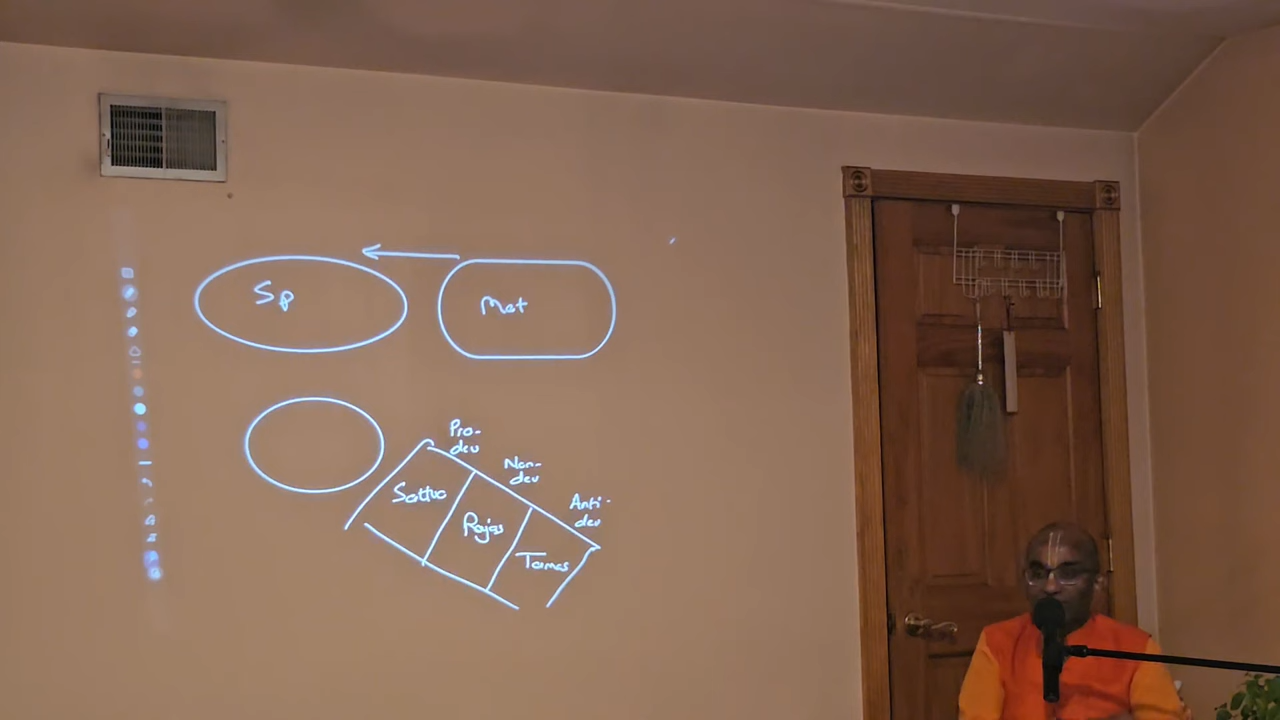 Sp
Mat
Pro-
dev
Non-
dev
Anti-
dev
Sattva
Rajas
Tamas